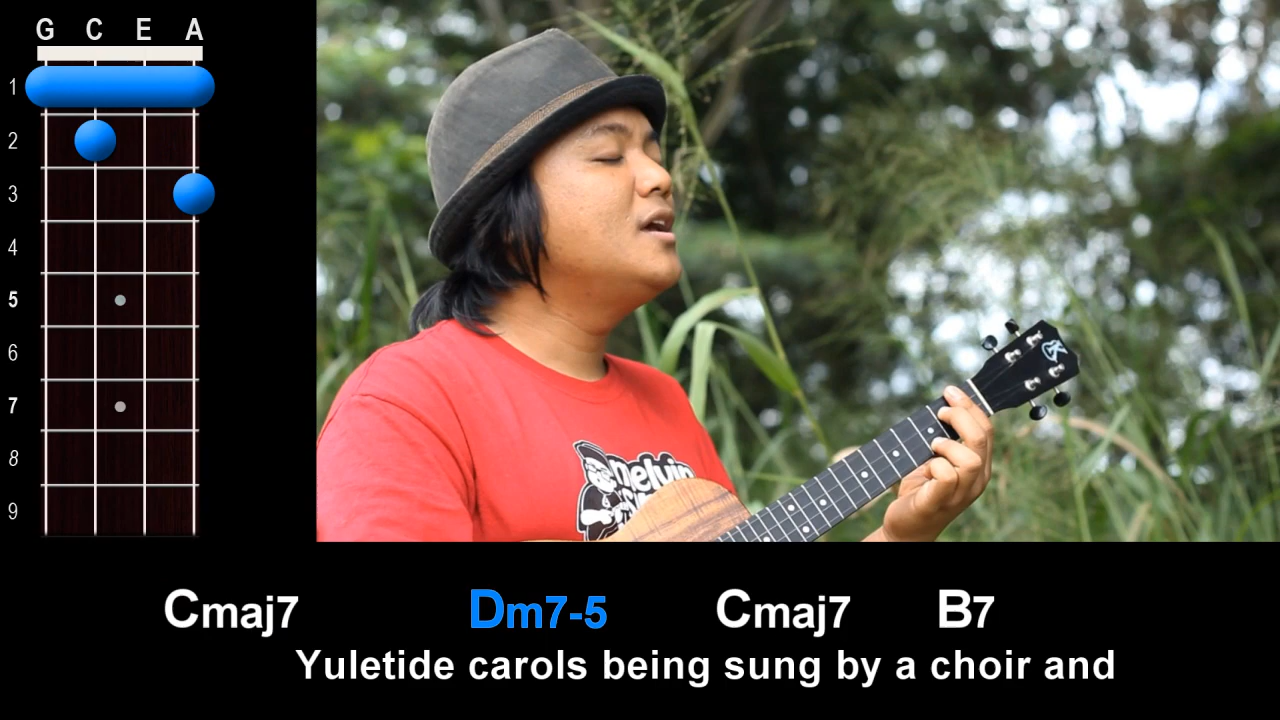 G C E A
1
2
3
4
5
6
7
8
9
melvin
K
Cmaj7 Dm7-5 Cmaj7 B7
Yuletide carols being sung by a choir and